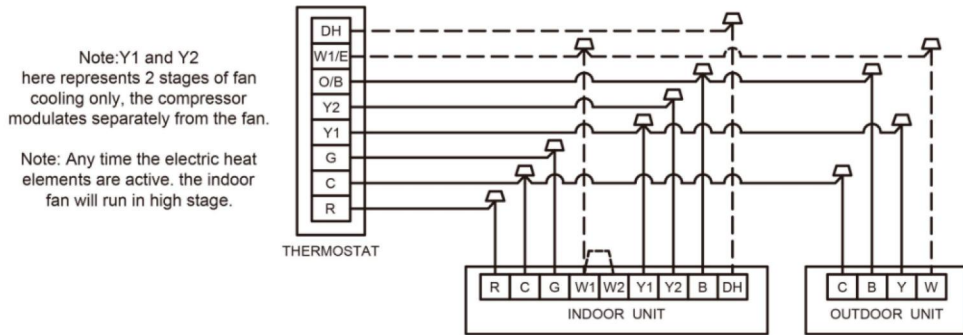 Note:Y1 and Y2
here represents 2 stages of fan
cooling only, the compressor
modulates separately from the fan.
Note: Any time the electric heat
elements are active. the indoor
fan will run in high stage.
DH
W1/E
O/B
Y2
Y1
G
C
R
THERMOSTAT
R C G W1 W2 Y1 Y2 B DH
INDOOR UNIT
C B Y W
OUTDOOR UNIT